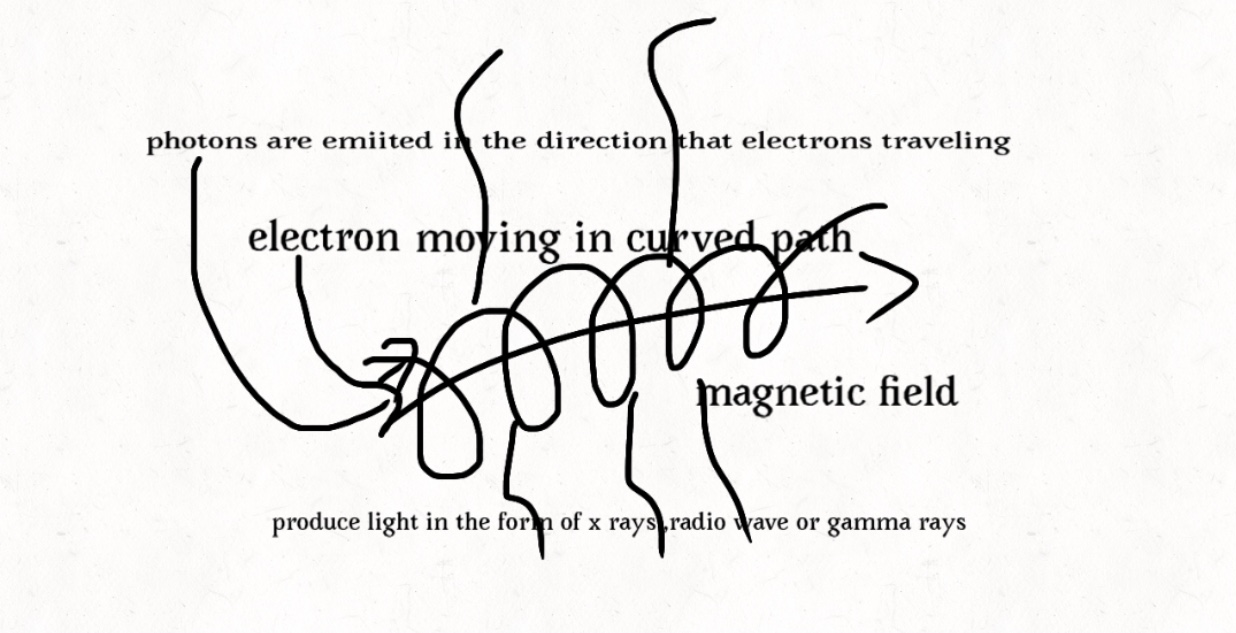 photons are emiited in the direction that electrons traveling
electron moving in curved path
magnetic field
produce light in the form of x rays,radio wave or gamma rays